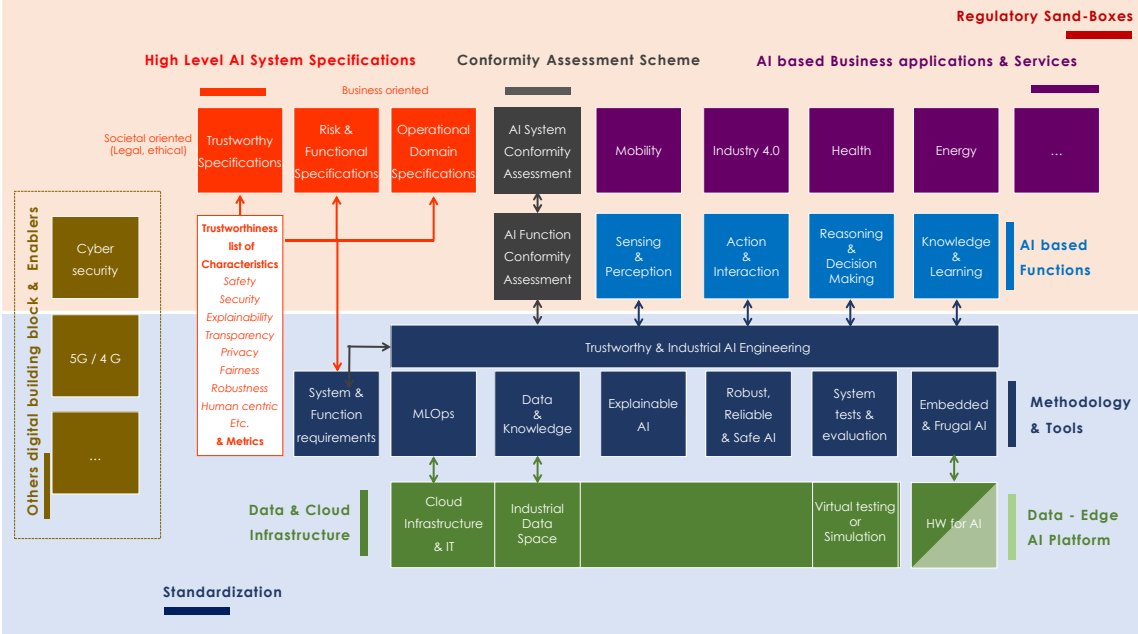 Regulatory Sand-Boxes
High Level AI System Specifications
Conformity Assessment Scheme
AI based Business applications & Services
Business oriented
Societal oriented
(Legal, ethical)
Trustworthy
Specifications
Risk &
Functional
Specifications
Operational
Domain
Specifications
AI System
Conformity
Assessment
Mobility
Industry 4.0
Health
Energy
...
Others digital building block & Enablers
Cyber
security
5G / 4 G
...
Trustworthiness
list of
Characteristics
Safety
Security
Explainability
Transparency
Privacy
Fairness
Robustness
Human centric
Etc.
& Metrics
AI Function
Conformity
Assessment
Sensing
&
Perception
Action
&
Interaction
Reasoning
&
Decision
Making
Knowledge
&
Learning
AI based
Functions
Trustworthy & Industrial AI Engineering
System &
Function
requirements
MLOps
Data
&
Knowledge
Explainable
AI
Robust,
Reliable
& Safe AI
System
tests &
evaluation
Embedded
& Frugal AI
Methodology
& Tools
Data & Cloud
Infrastructure
Cloud
Infrastructure
& IT
Industrial
Data
Space
Virtual testing
or
Simulation
HW for AI
Data - Edge
AI Platform
Standardization